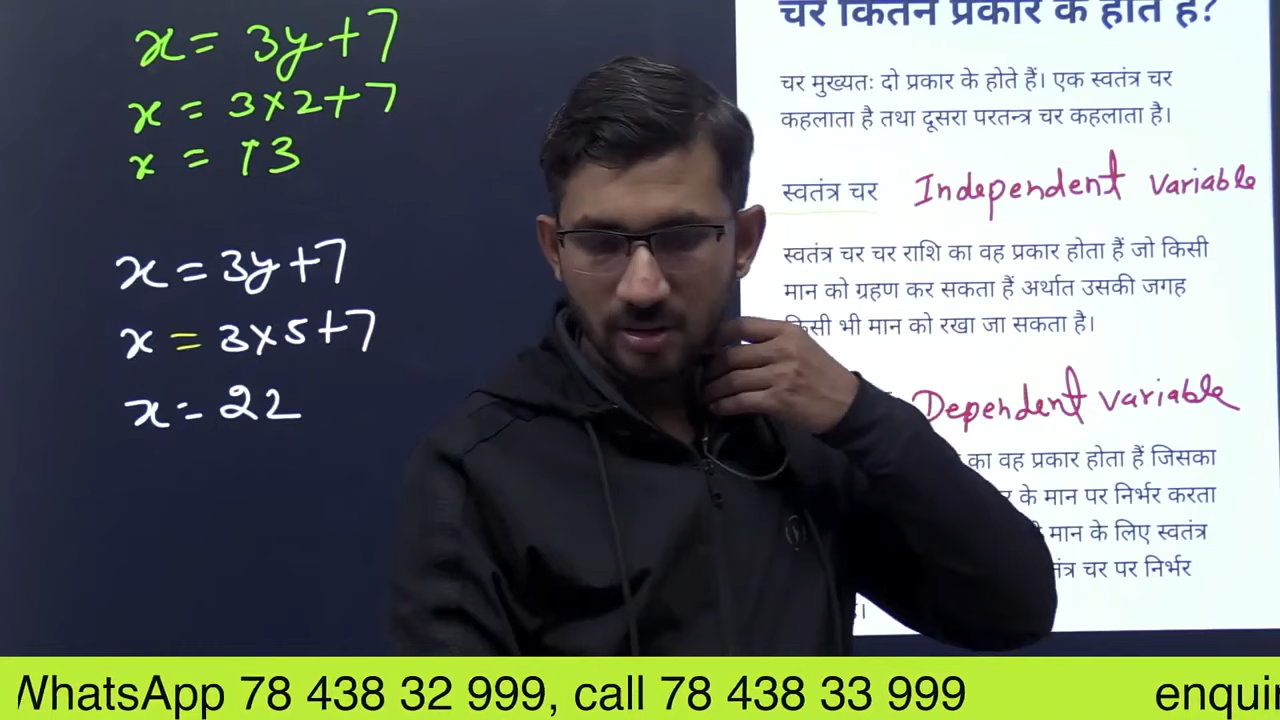 x = 3y+7
x = 3×2+7
x = 13
x = 3y+7
x = 3×5+7
x = 22
चर कितने प्रकार के होते है?
चर मुख्यतः दो प्रकार के होते हैं। एक स्वतंत्र चर
कहलाता है तथा दूसरा परतन्त्र चर कहलाता है।
स्वतंत्र चर Independent variable
स्वतंत्र चर चर राशि का वह प्रकार होता हैं जो किसी
मान को ग्रहण कर सकता हैं अर्थात उसकी जगह
किसी भी मान को रखा जा सकता है।
Dependent variable
का वह प्रकार होता हैं जिसका
के मान पर निर्भर करता
मान के लिए स्वतंत्र
चर पर निर्भर
WhatsApp 78 438 32 999, call 78 438 33 999